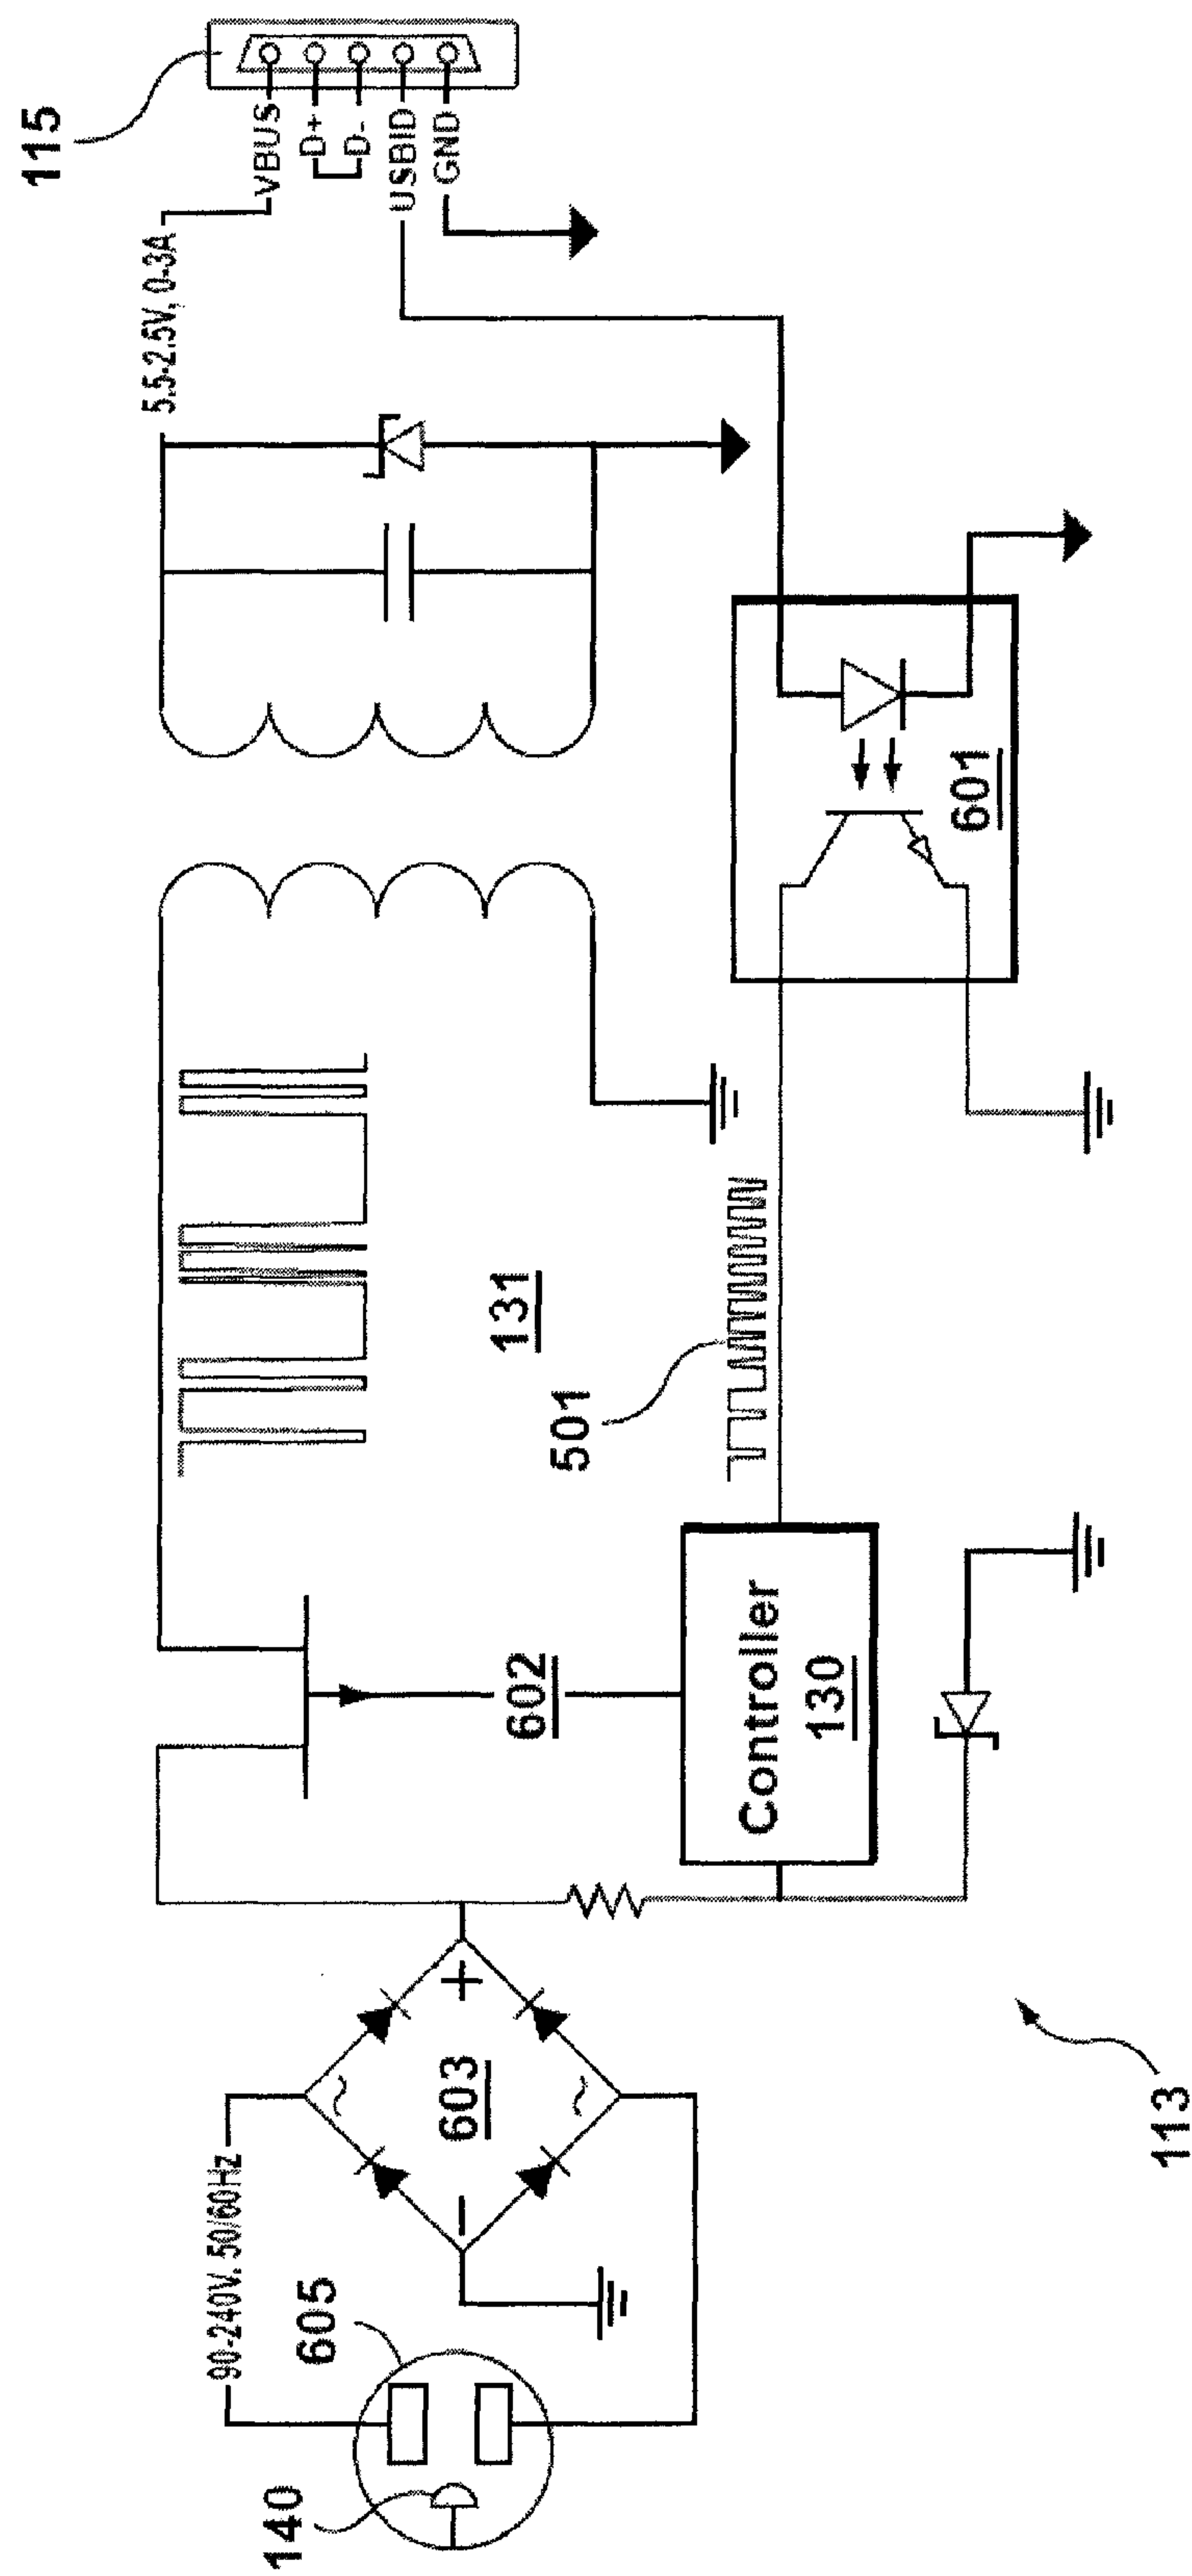 115
VBUS
D+
D-
USBID
GND
5.5-2.5V, 0-3A
601
131
501
602
Controller
130
603
+
-
~
~
90-240V. 50/60Hz
605
140
113